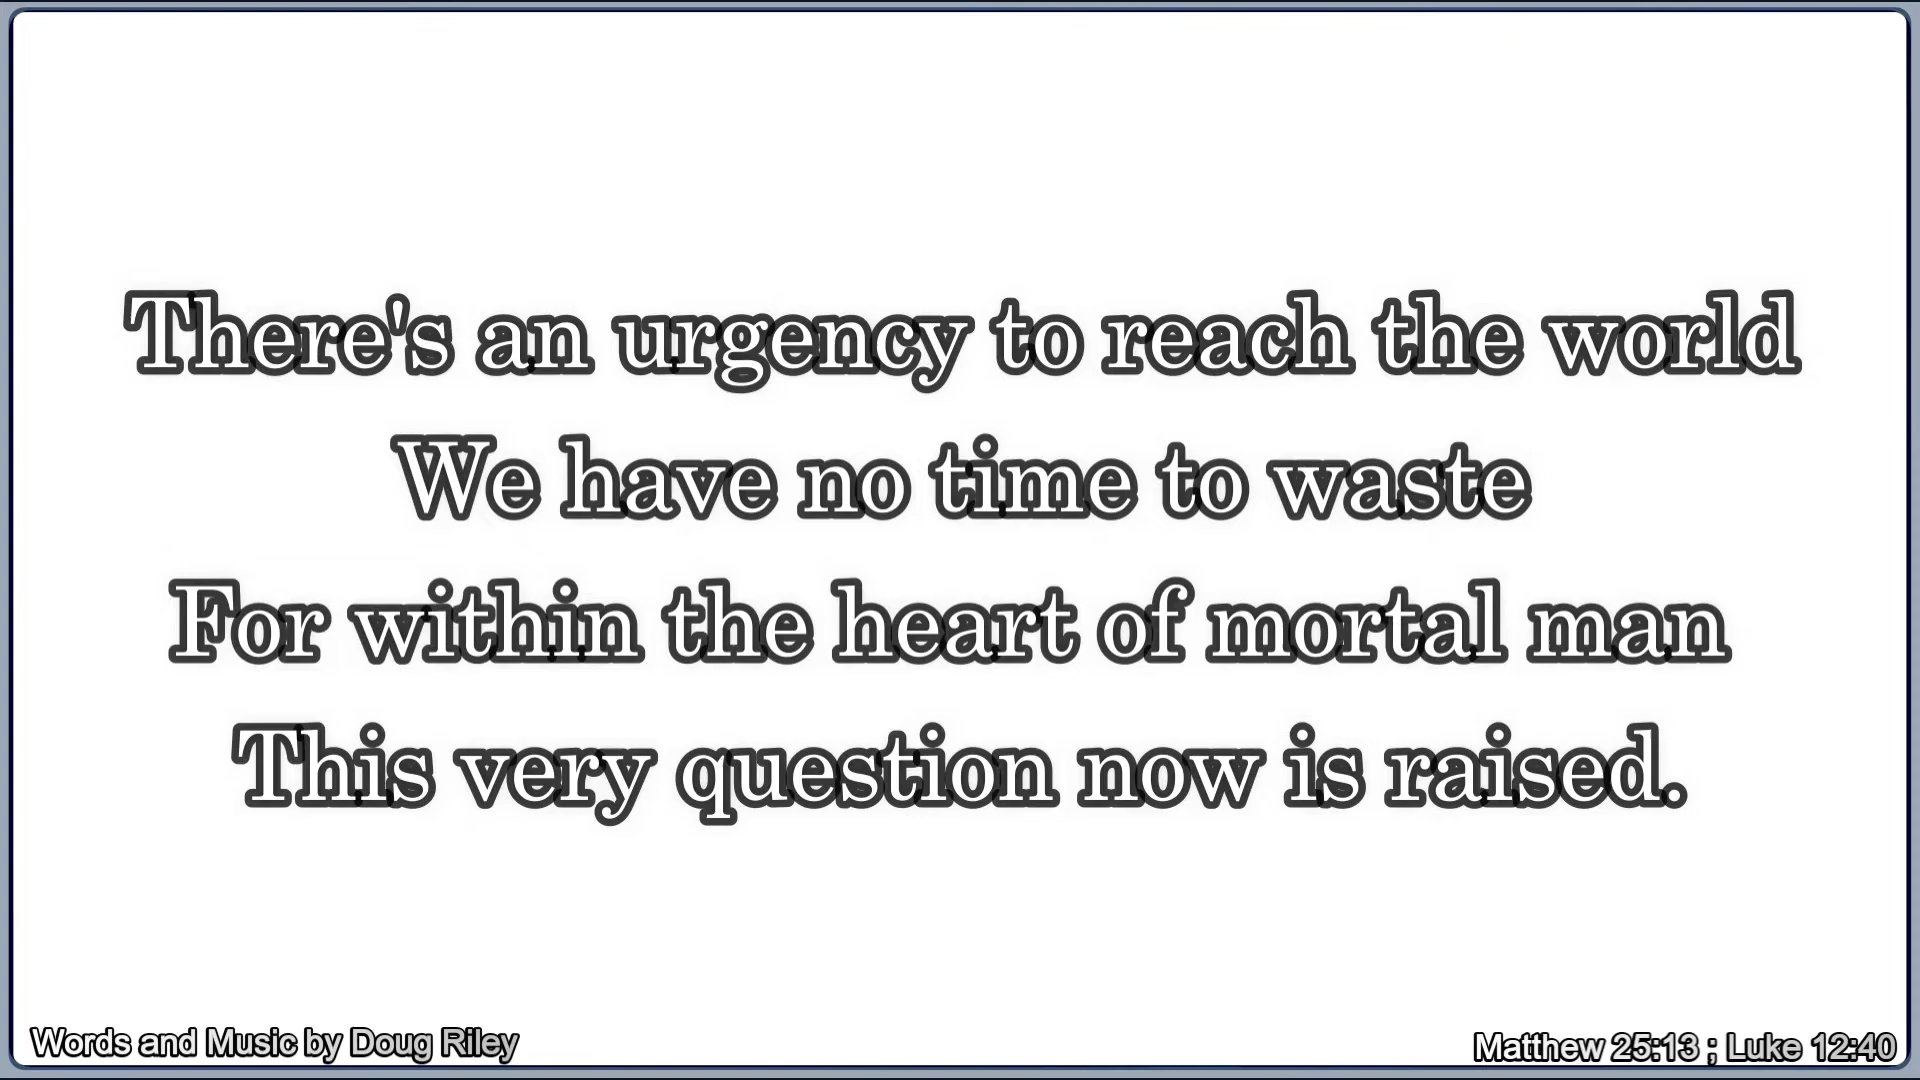 There's an urgency to reach the world
We have no time to waste
For within the heart of mortal man
This very question now is raised.
Words and Music by Doug Riley
Matthew 25:13 ; Luke 12:40